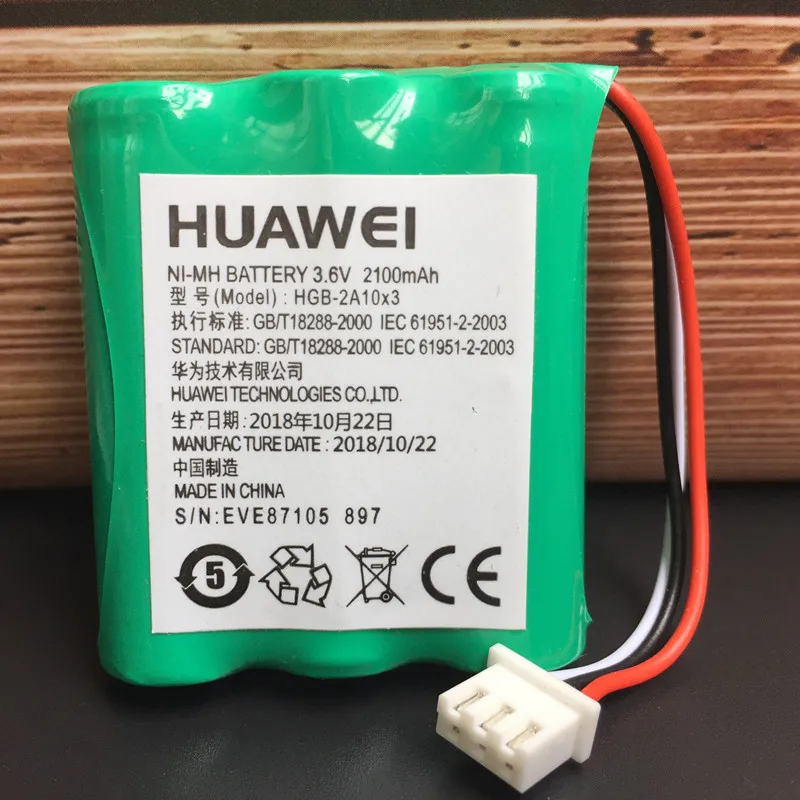 HUAWEI
NI-MH BATTERY 3.6V 2100mAh
型 号(Model) : HGB-2A10x3
执行标准: GB/T18288-2000 IEC 61951-2-2003
STANDARD: GB/T18288-2000 IEC 61951-2-2003
华为技术有限公司
HUAWEI TECHNOLOGIES CO.,LTD.
生产日期: 2018年10月22日
MANUFACTURE DATE : 2018/10/22
中国制造
MADE IN CHINA
S/N: EVE87105 897
5 CE